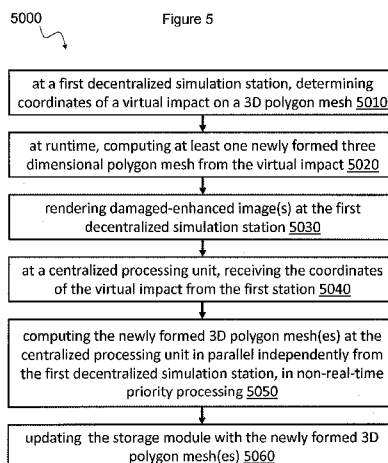 5000
Figure 5
at a first decentralized simulation station, determining
coordinates of a virtual impact on a 3D polygon mesh 5010
at runtime, computing at least one newly formed three
dimensional polygon mesh from the virtual impact 5020
rendering damaged-enhanced image(s) at the first
decentralized simulation station 5030
at a centralized processing unit, receiving the coordinates
of the virtual impact from the first station 5040
computing the newly formed 3D polygon mesh(es) at the
centralized processing unit in parallel independently from
the first decentralized simulation station, in non-real-time
priority processing 5050
updating the storage module with the newly formed 3D
polygon mesh(es) 5060